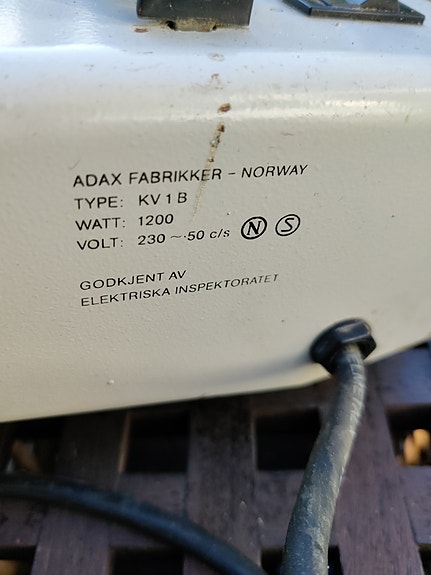 ADAX FABRIKKER - NORWAY
TYPE: KV 1 B
WATT: 1200
VOLT: 230 ~ 50 c/s N S
GODKJENT AV
ELEKTRISKA INSPEKTORATET